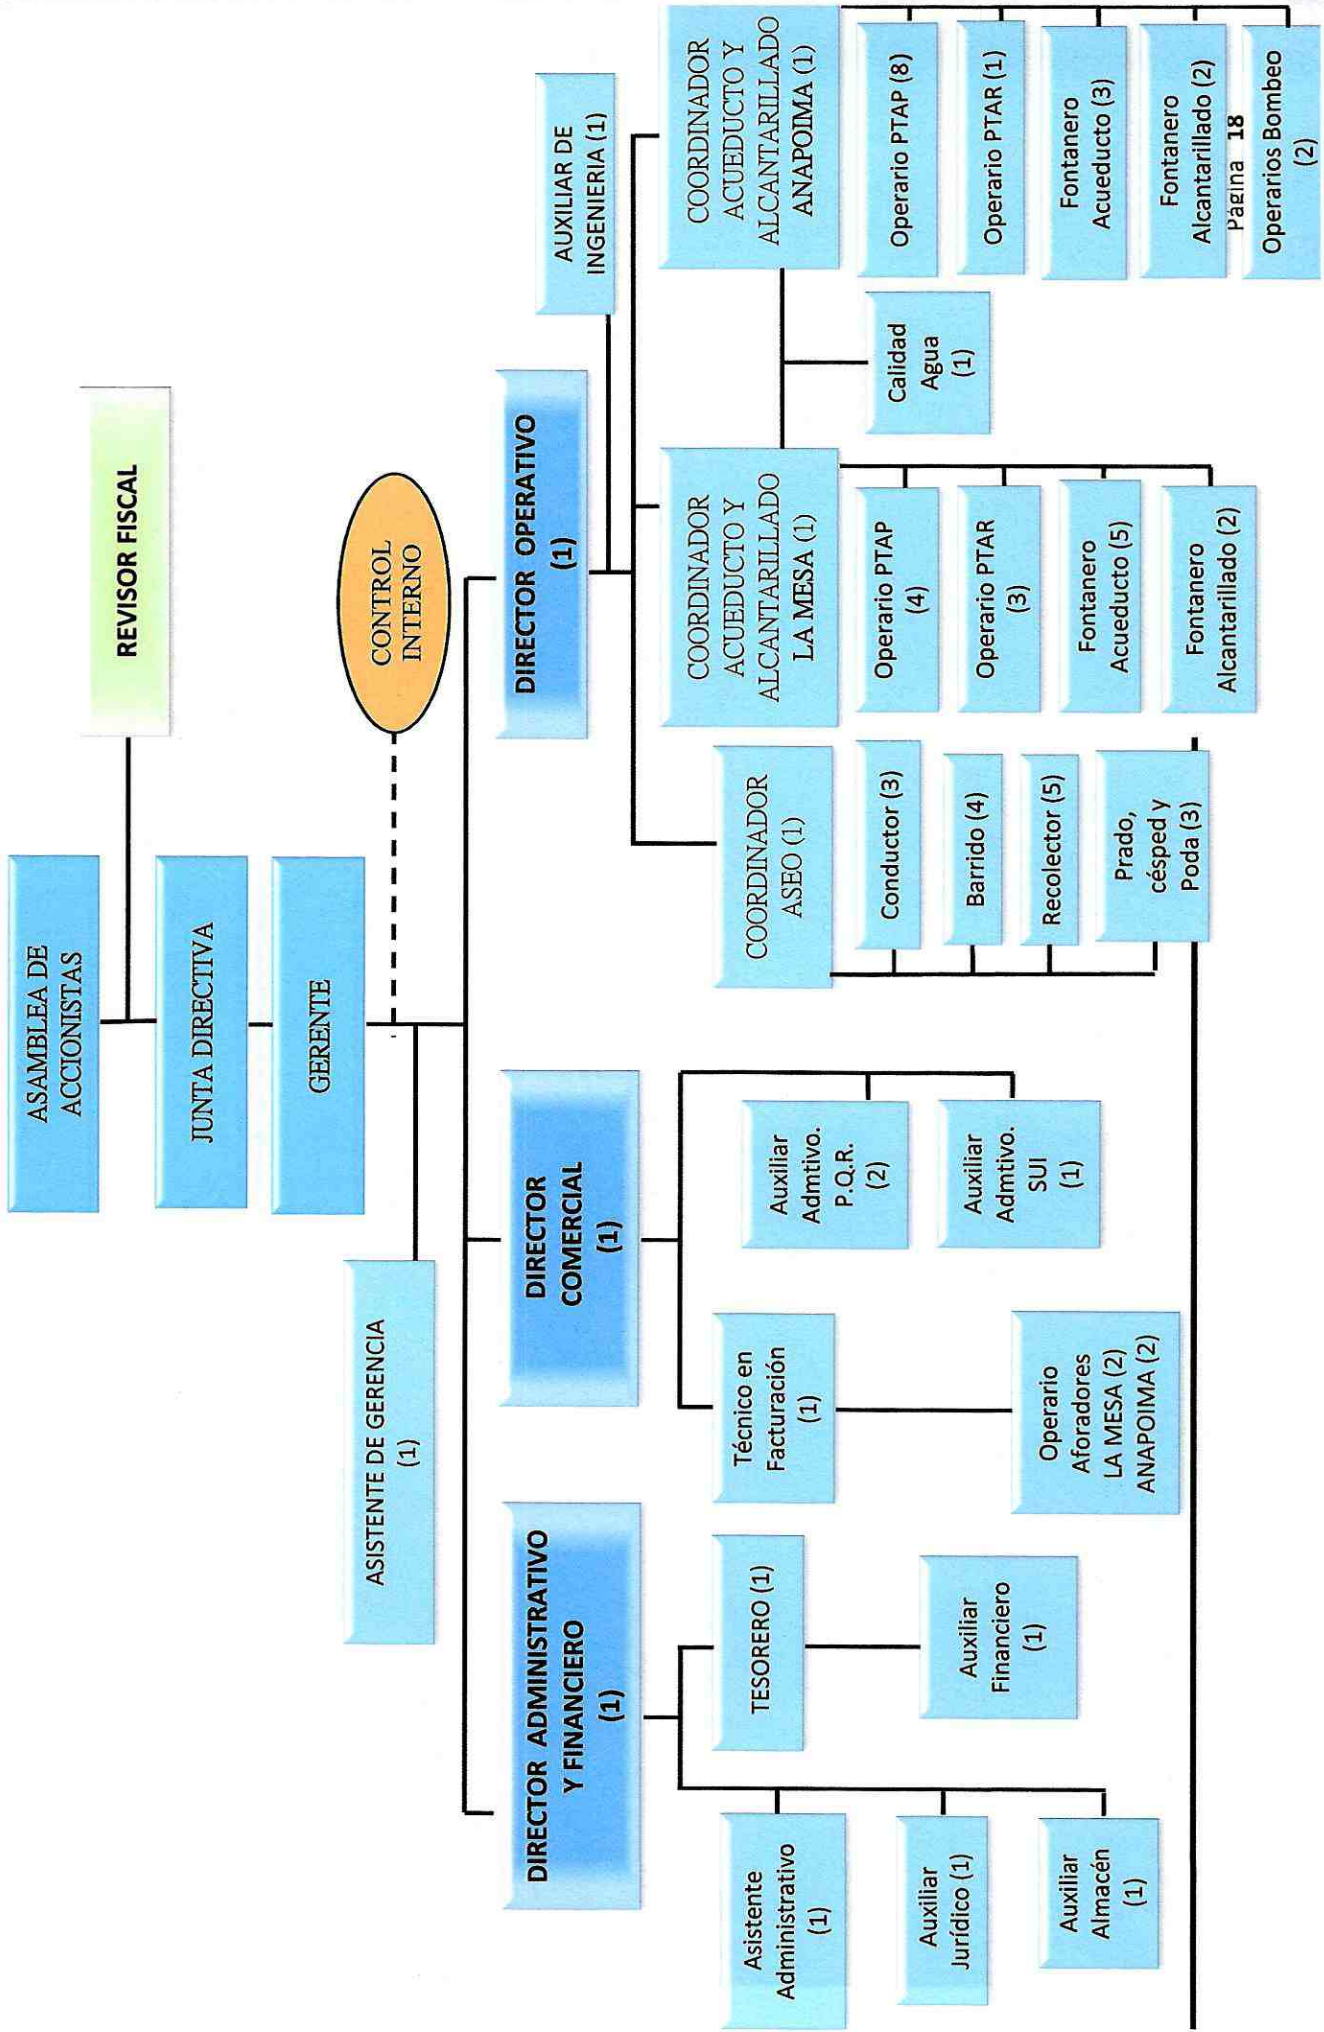 ASAMBLEA DE
ACCIONISTAS
REVISOR FISCAL
JUNTA DIRECTIVA
GERENTE
CONTROL
INTERNO
ASISTENTE DE GERENCIA
(1)
DIRECTOR ADMINISTRATIVO
Y FINANCIERO
(1)
DIRECTOR
COMERCIAL
(1)
DIRECTOR OPERATIVO
(1)
AUXILIAR DE
INGENIERIA (1)
Asistente
Administrativo
(1)
Auxiliar
Jurídico (1)
Auxiliar
Almacén
(1)
TESORERO (1)
Auxiliar
Financiero
(1)
Técnico en
Facturación
(1)
Operario
Aforadores
LA MESA (2)
ANAPOIMA (2)
Auxiliar
Admtivo.
P.Q.R.
(2)
Auxiliar
Admtivo.
SUI
(1)
COORDINADOR
ASEO (1)
Conductor (3)
Barrido (4)
Recolector (5)
Prado,
césped y
Poda (3)
COORDINADOR
ACUEDUCTO Y
ALCANTARILLADO
LA MESA (1)
Operario PTAP
(4)
Operario PTAR
(3)
Fontanero
Acueducto (5)
Fontanero
Alcantarillado (2)
Calidad
Agua
(1)
COORDINADOR
ACUEDUCTO Y
ALCANTARILLADO
ANAPOIMA (1)
Operario PTAP (8)
Operario PTAR (1)
Fontanero
Acueducto (3)
Fontanero
Alcantarillado (2)
Página 18
Operarios Bombeo
(2)